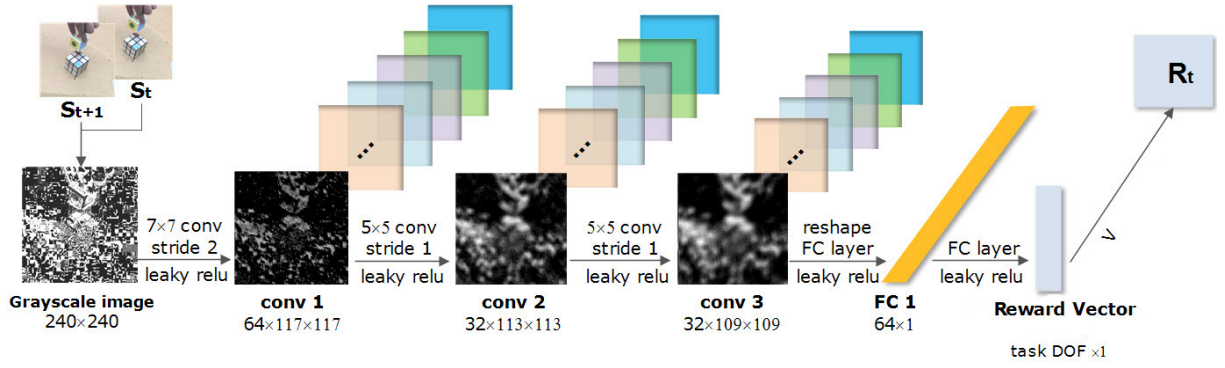 St+1
St
Grayscale image
240×240
7×7 conv
stride 2
leaky relu
conv 1
64×117×117
...
5×5 conv
stride 1
leaky relu
conv 2
32×113×113
...
5×5 conv
stride 1
leaky relu
conv 3
32×109×109
...
reshape
FC layer
leaky relu
FC 1
64×1
FC layer
leaky relu
Reward Vector
task DOF ×1
V
Rt